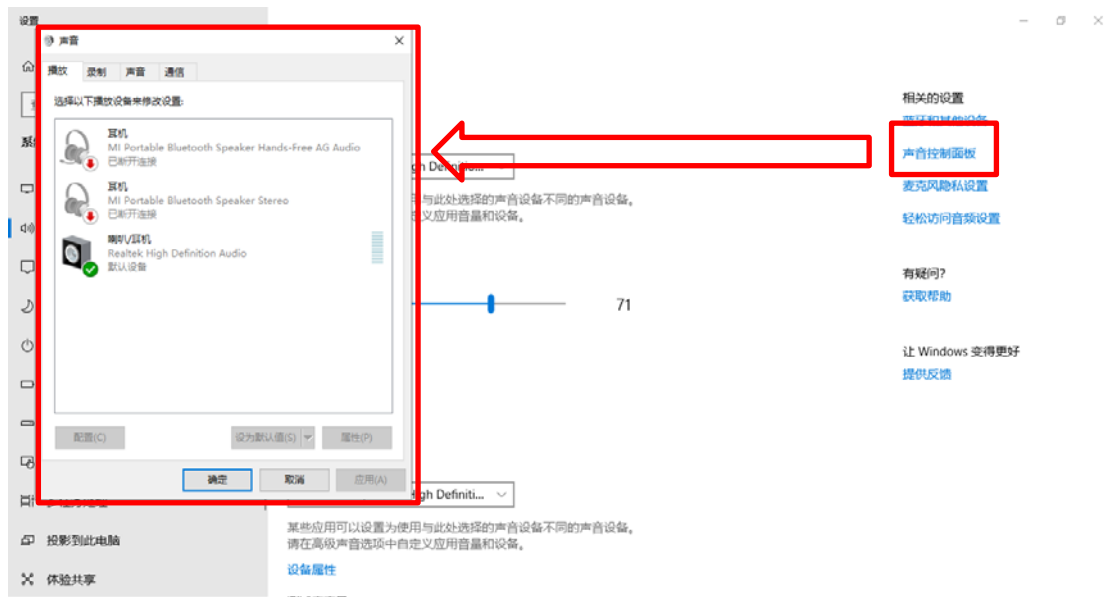 设置
声音
播放 录制 声音 通信
选择以下播放设备来修改设置:
耳机
MI Portable Bluetooth Speaker Hands-Free AG Audio
已断开连接
耳机
MI Portable Bluetooth Speaker Stereo
已断开连接
喇叭/耳机
Realtek High Definition Audio
默认设备
配置(C) 设为默认值(S) 属性(P)
确定 取消 应用(A)
用与此处选择的声音设备不同的声音设备。
定义应用音量和设备。
71
gh Definiti...
某些应用可以设置为使用与此处选择的声音设备不同的声音设备。
请在高级声音选项中自定义应用音量和设备。
设备属性
投影到此电脑
体验共享
相关的设置
蓝牙和其他设备
声音控制面板
麦克风隐私设置
轻松访问音频设置
有疑问?
获取帮助
让 Windows 变得更好
提供反馈